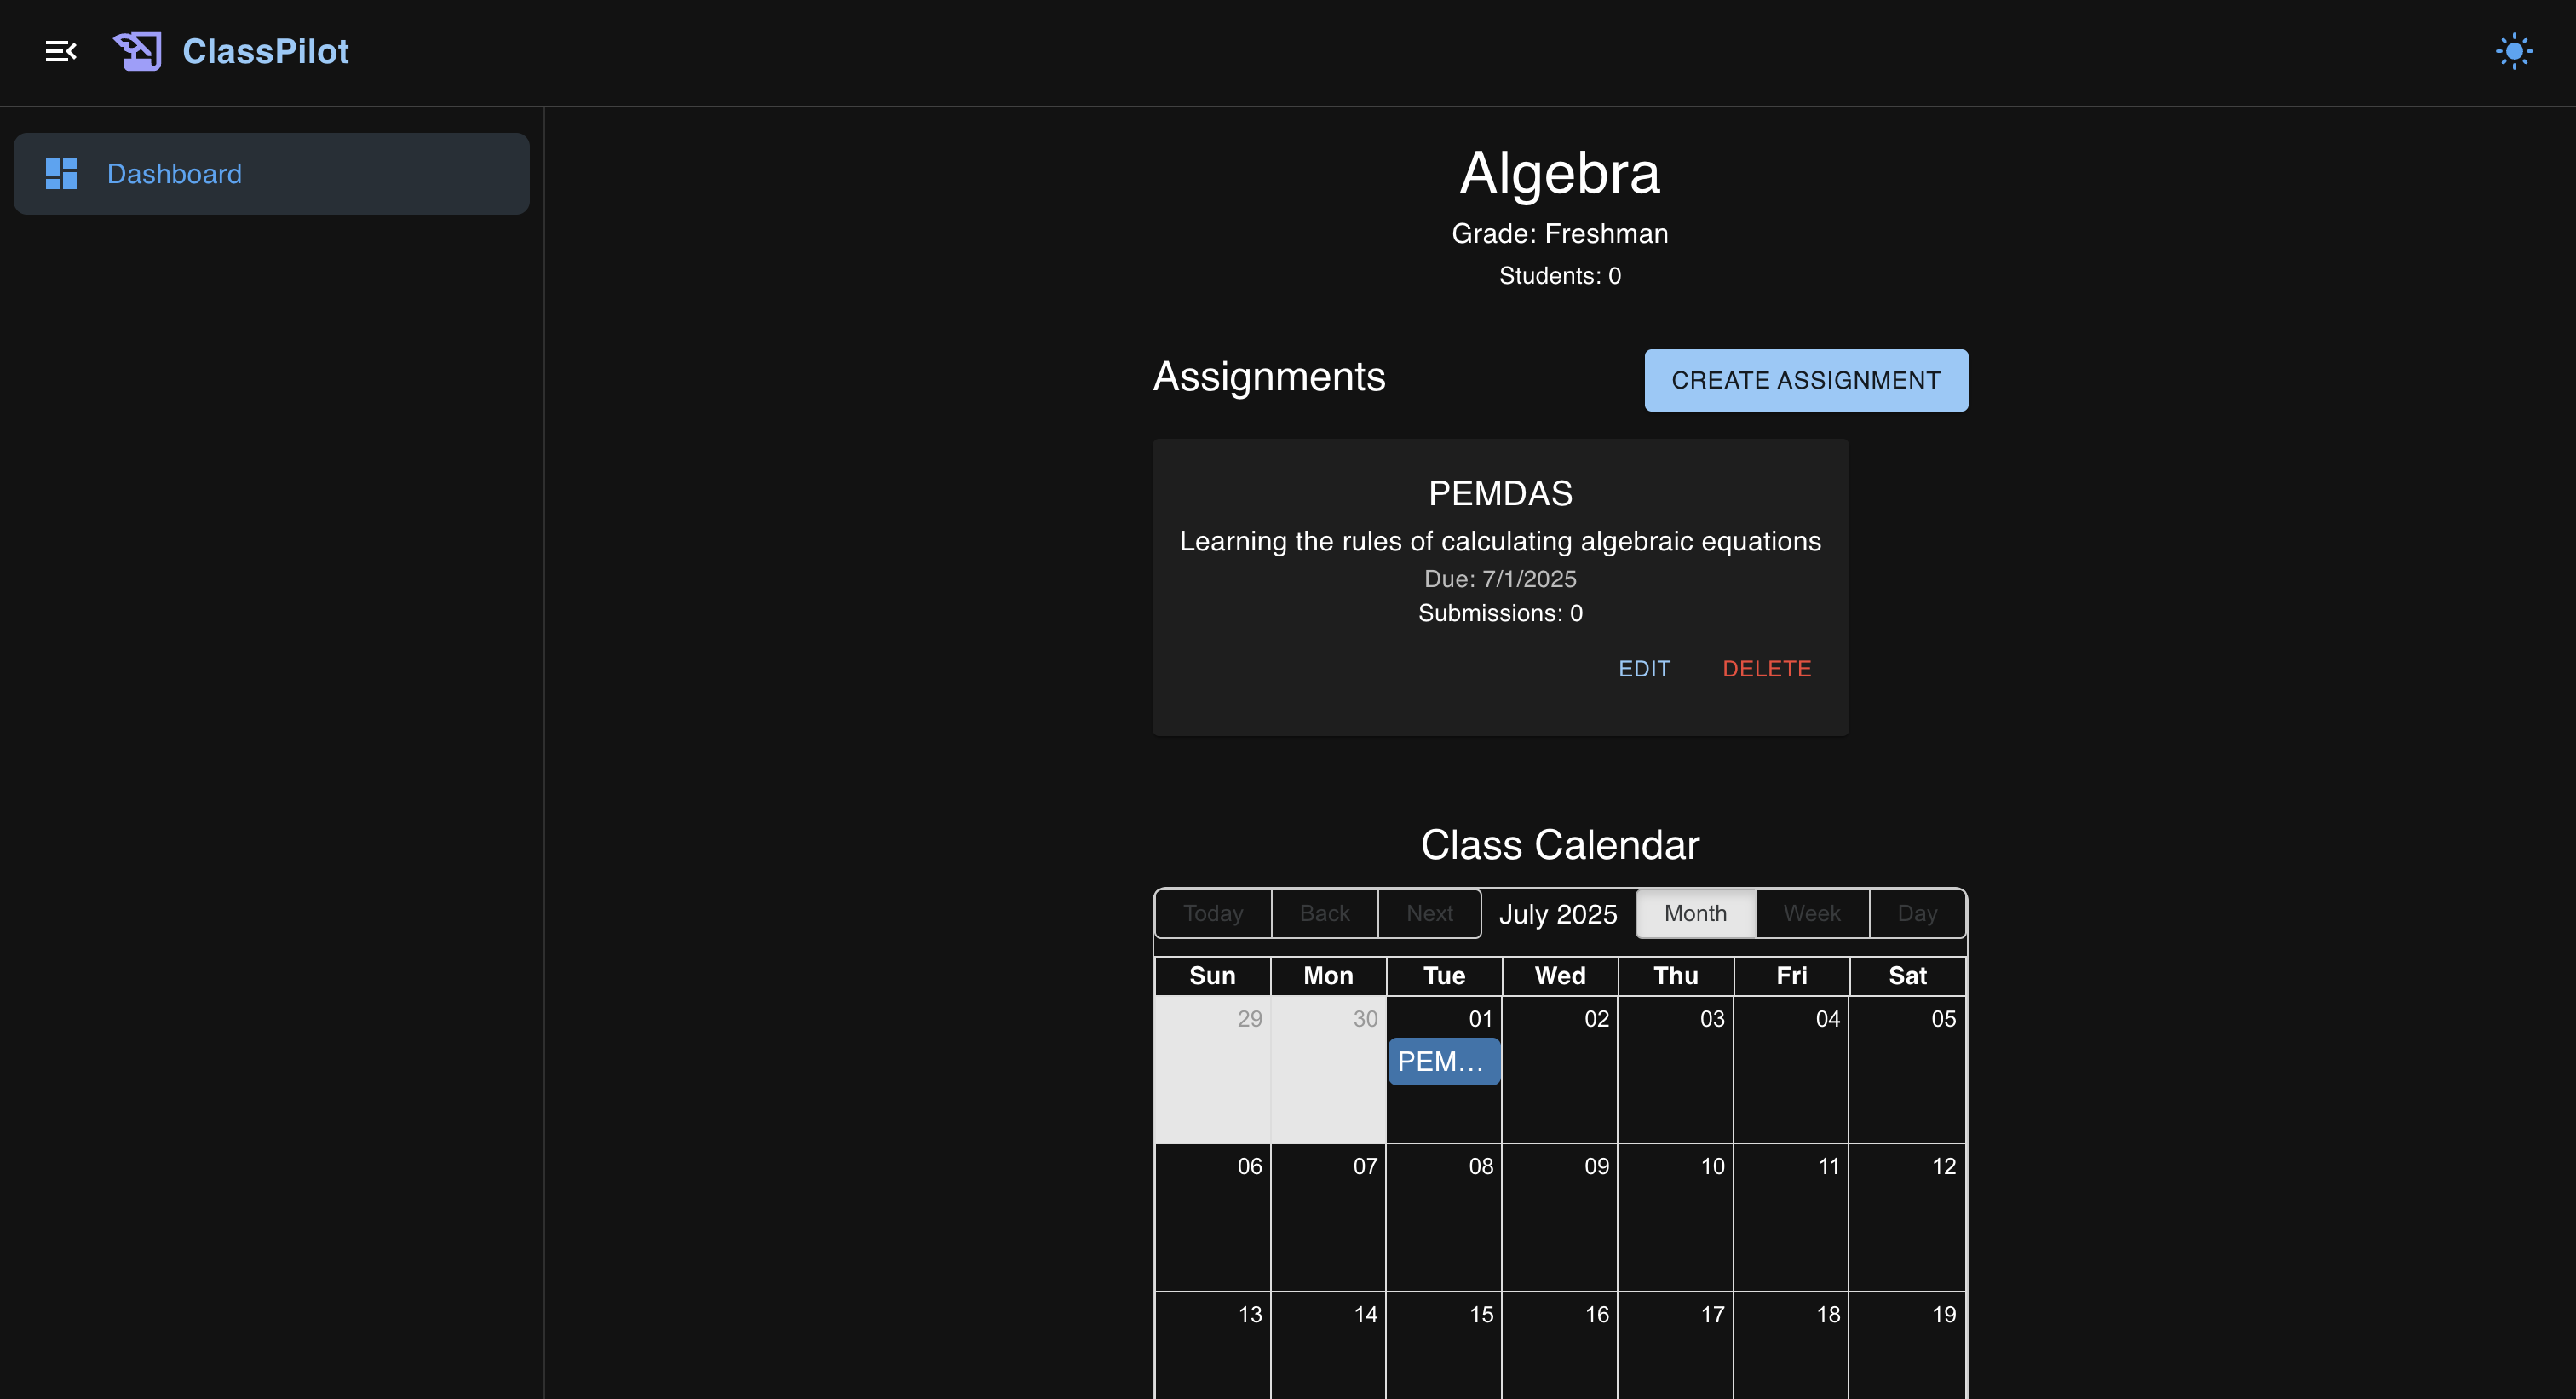 ClassPilot
Dashboard
Algebra
Grade: Freshman
Students: 0
Assignments
CREATE ASSIGNMENT
PEMDAS
Learning the rules of calculating algebraic equations
Due: 7/1/2025
Submissions: 0
EDIT DELETE
Class Calendar
Today Back Next July 2025 Month Week Day
Sun Mon Tue Wed Thu Fri Sat
29 30 01 02 03 04 05
PEM...
06 07 08 09 10 11 12
13 14 15 16 17 18 19